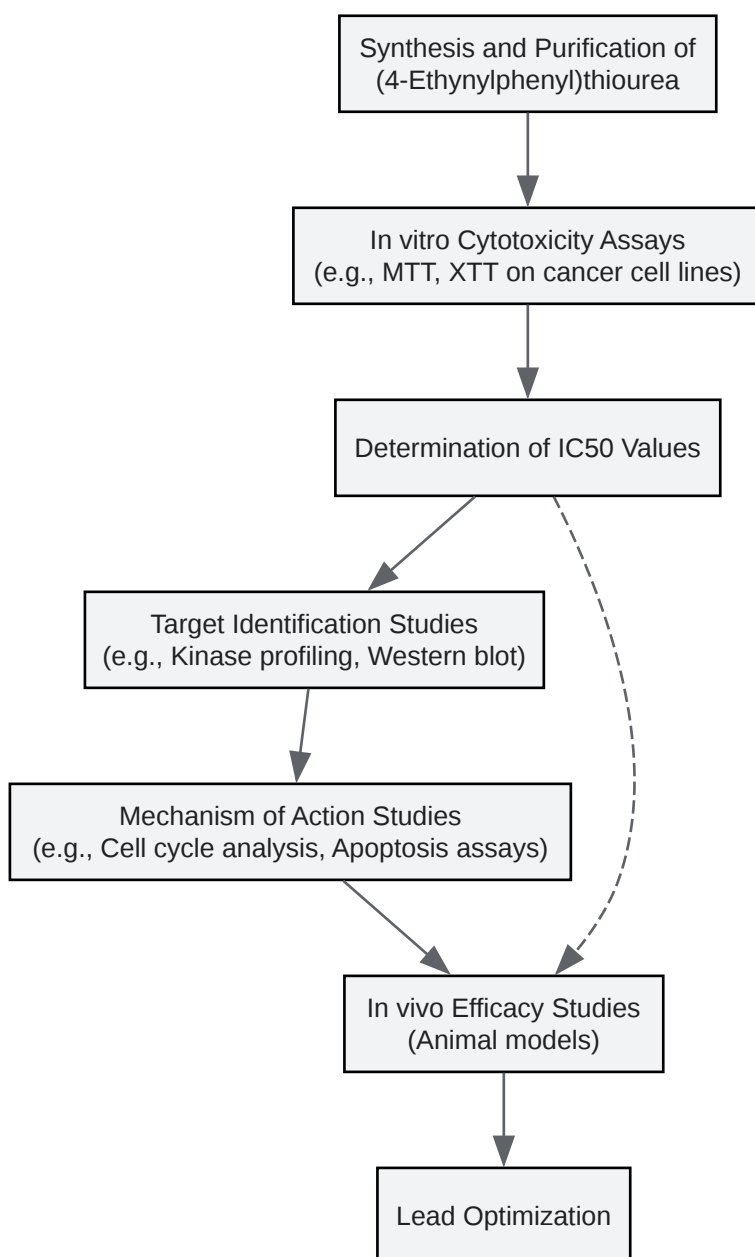 Synthesis and Purification of
(4-Ethynylphenyl)thiourea
In vitro Cytotoxicity Assays
(e.g., MTT, XTT on cancer cell lines)
Determination of IC50 Values
Target Identification Studies
(e.g., Kinase profiling, Western blot)
Mechanism of Action Studies
(e.g., Cell cycle analysis, Apoptosis assays)
In vivo Efficacy Studies
(Animal models)
Lead Optimization